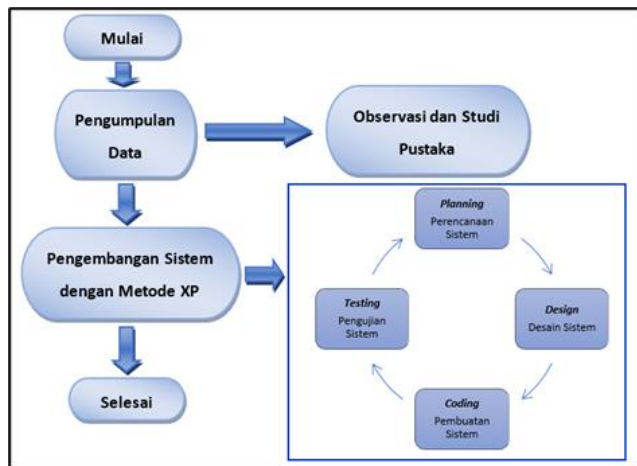 Mulai
Pengumpulan
Data
Observasi dan Studi
Pustaka
Pengembangan Sistem
dengan Metode XP
Selesai
Planning
Perencanaan
Sistem
Design
Desain Sistem
Coding
Pembuatan
Sistem
Testing
Pengujian
Sistem